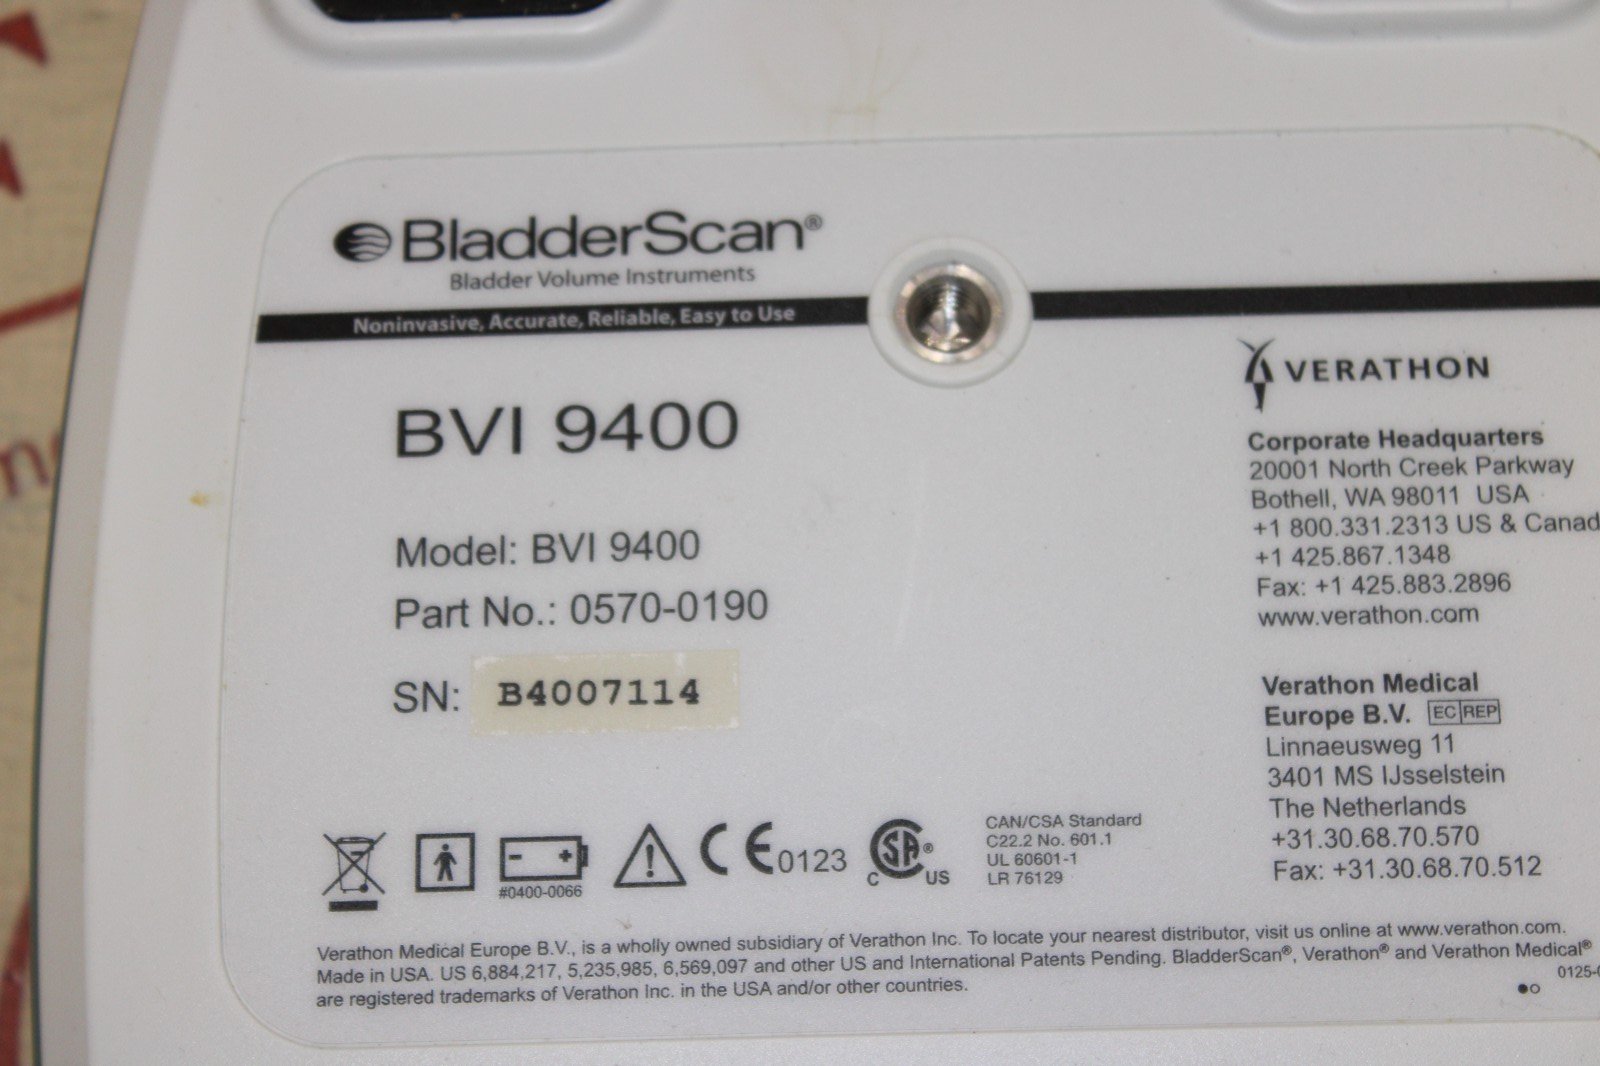 BladderScan®
Bladder Volume Instruments
Noninvasive, Accurate, Reliable, Easy to Use
BVI 9400
Model: BVI 9400
Part No.: 0570-0190
SN: B4007114
VERATHON
Corporate Headquarters
20001 North Creek Parkway
Bothell, WA 98011 USA
+1 800.331.2313 US & Canad
+1 425.867.1348
Fax: +1 425.883.2896
www.verathon.com
Verathon Medical
Europe B.V. EC REP
Linnaeusweg 11
3401 MS IJsselstein
The Netherlands
+31.30.68.70.570
Fax: +31.30.68.70.512
#0400-0066
CE 0123
C SA® US
CAN/CSA Standard
C22.2 No. 601.1
UL 60601-1
LR 76129
Verathon Medical Europe B.V., is a wholly owned subsidiary of Verathon Inc. To locate your nearest distributor, visit us online at www.verathon.com.
Made in USA. US 6,884,217, 5,235,985, 6,569,097 and other US and International Patents Pending. BladderScan®, Verathon® and Verathon Medical®
are registered trademarks of Verathon Inc. in the USA and/or other countries.
0125-0